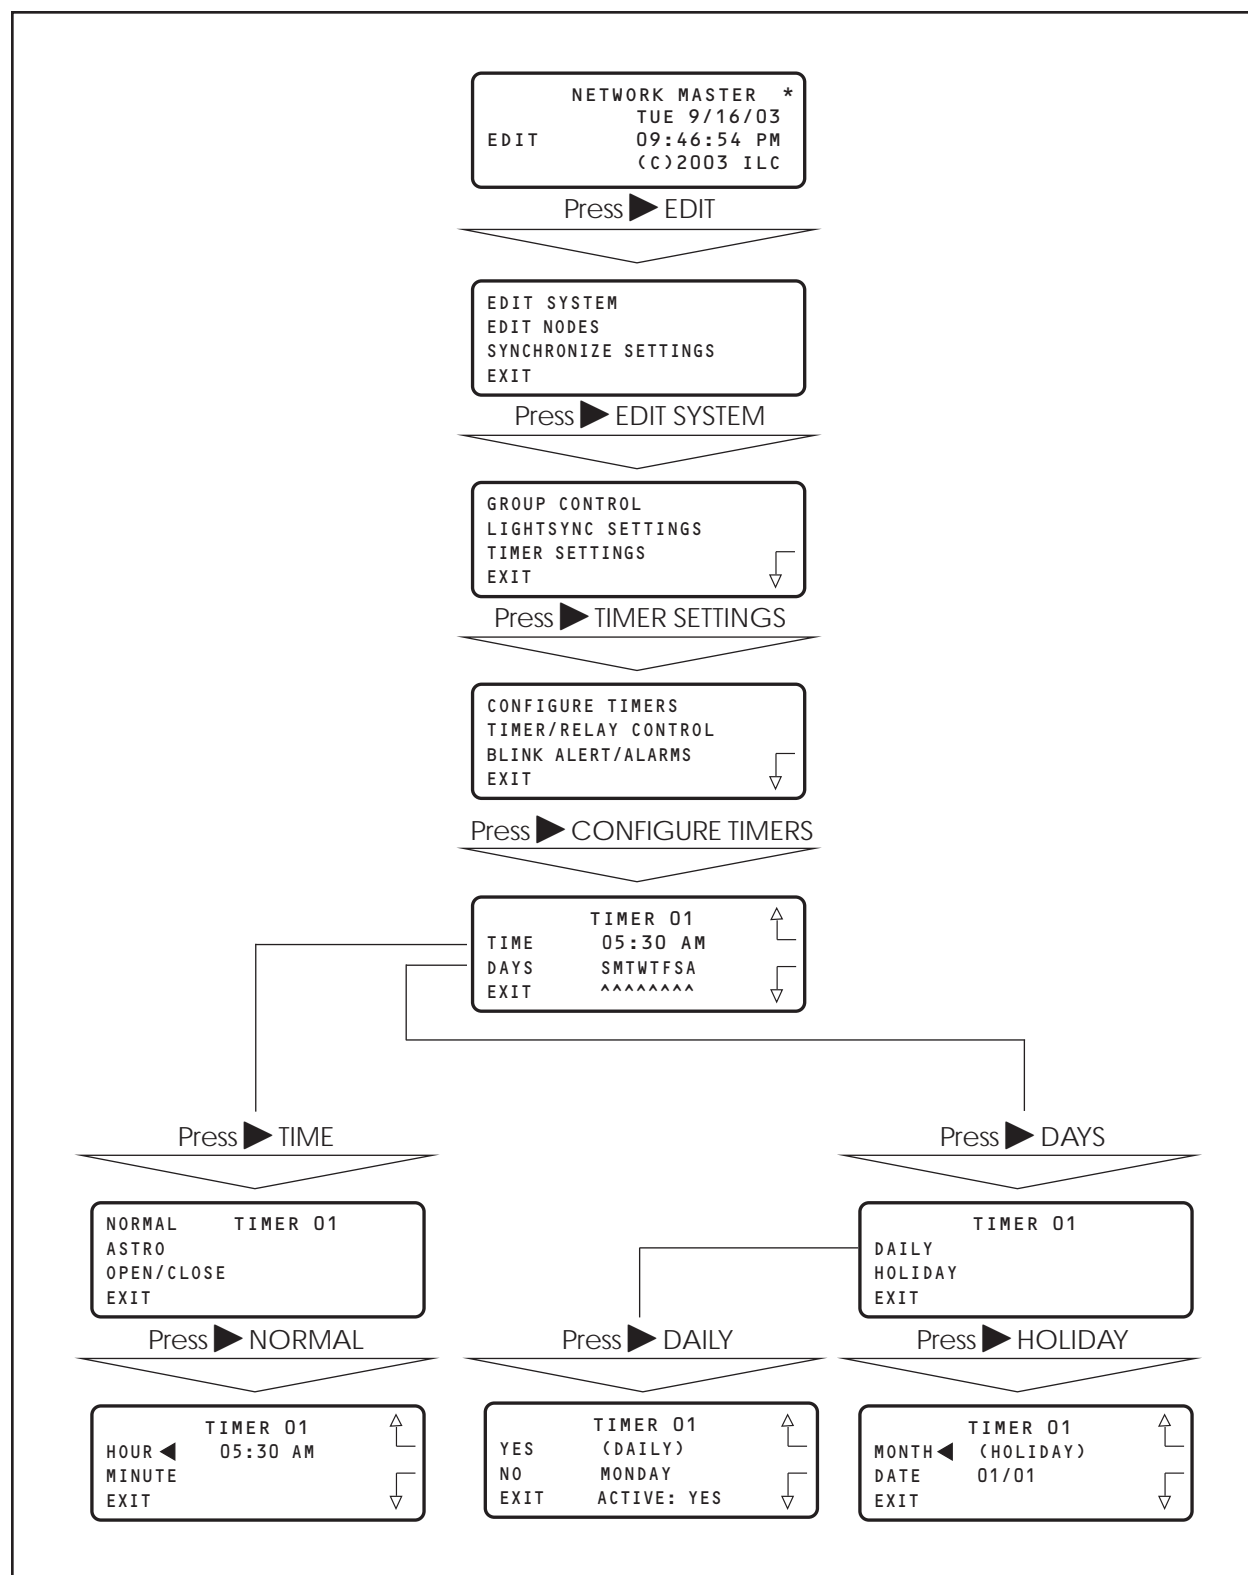 NETWORK MASTER *
TUE 9/16/03
EDIT 09:46:54 PM
(C)2003 ILC
Press ▶ EDIT
EDIT SYSTEM
EDIT NODES
SYNCHRONIZE SETTINGS
EXIT
Press ▶ EDIT SYSTEM
GROUP CONTROL
LIGHTSYNC SETTINGS
TIMER SETTINGS
EXIT
Press ▶ TIMER SETTINGS
CONFIGURE TIMERS
TIMER/RELAY CONTROL
BLINK ALERT/ALARMS
EXIT
Press ▶ CONFIGURE TIMERS
TIMER 01
TIME 05:30 AM
DAYS SMTWTFSA
EXIT ^^^^^^^^
Press ▶ TIME
NORMAL TIMER 01
ASTRO
OPEN/CLOSE
EXIT
Press ▶ NORMAL
TIMER 01
HOUR ◀ 05:30 AM
MINUTE
EXIT
Press ▶ DAYS
TIMER 01
DAILY
HOLIDAY
EXIT
Press ▶ DAILY
TIMER 01
YES (DAILY)
NO MONDAY
EXIT ACTIVE: YES
Press ▶ HOLIDAY
TIMER 01
MONTH ◀ (HOLIDAY)
DATE 01/01
EXIT